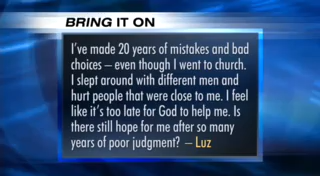 BRING IT ON
I've made 20 years of mistakes and bad
choices – even though I went to church.
I slept around with different men and
hurt people that were close to me. I feel
like it's too late for God to help me. Is
there still hope for me after so many
years of poor judgment? – Luz